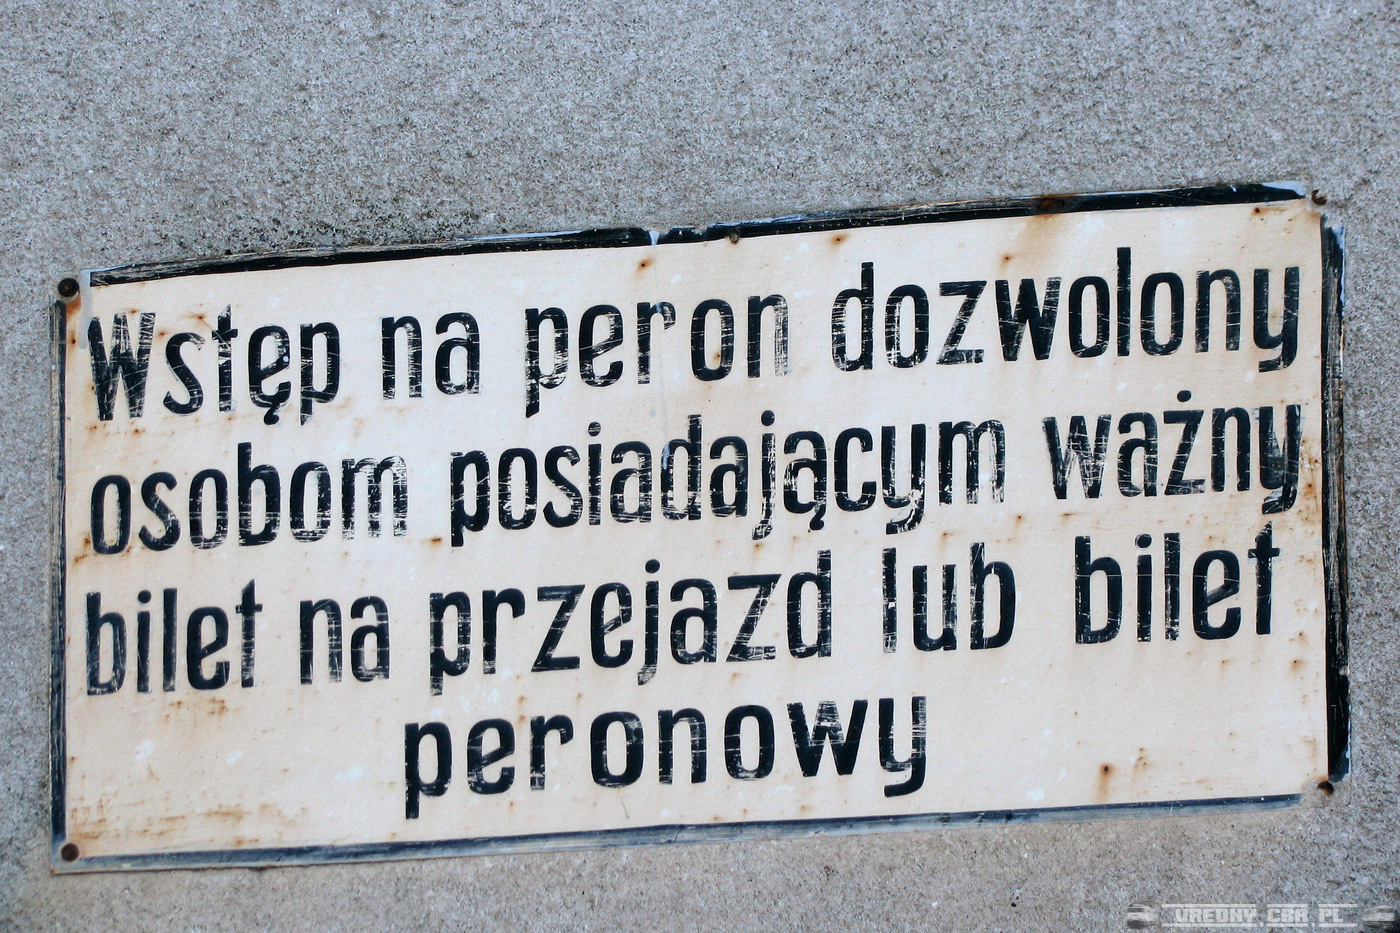 Wstęp na peron dozwolony
osobom posiadającym ważny
bilet na przejazd lub bilet
peronowy
VREDNY.CBA.PL